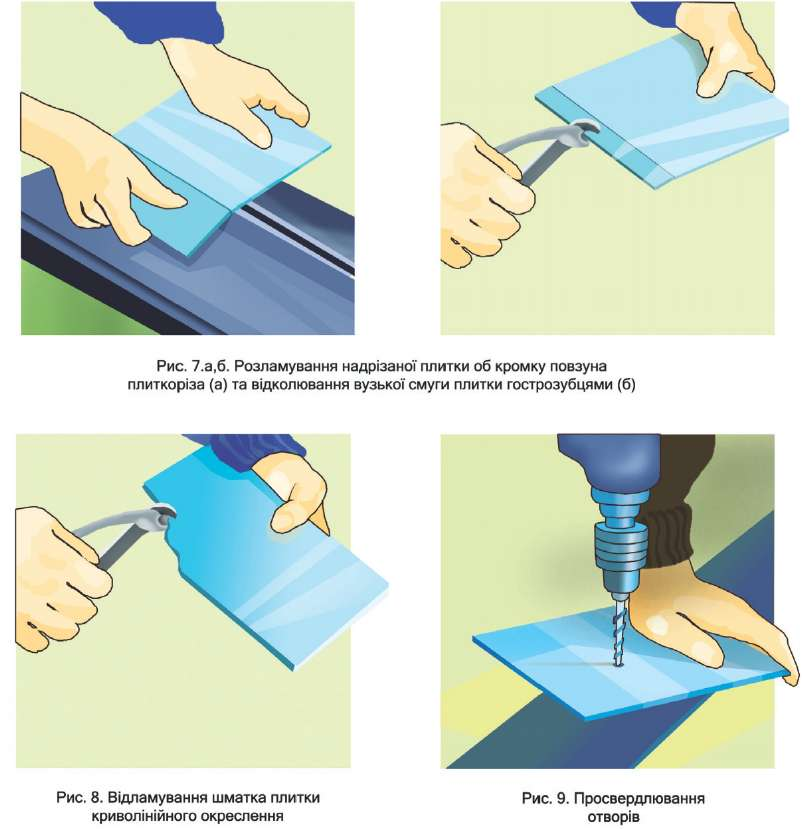 Рис. 7.а,б. Розламування надрізаної плитки об кромку повзуна
плиткоріза (а) та відколювання вузької смуги плитки гострозубцями (б)
Рис. 8. Відламування шматка плитки
криволінійного окреслення
Рис. 9. Просвердлювання
отворів